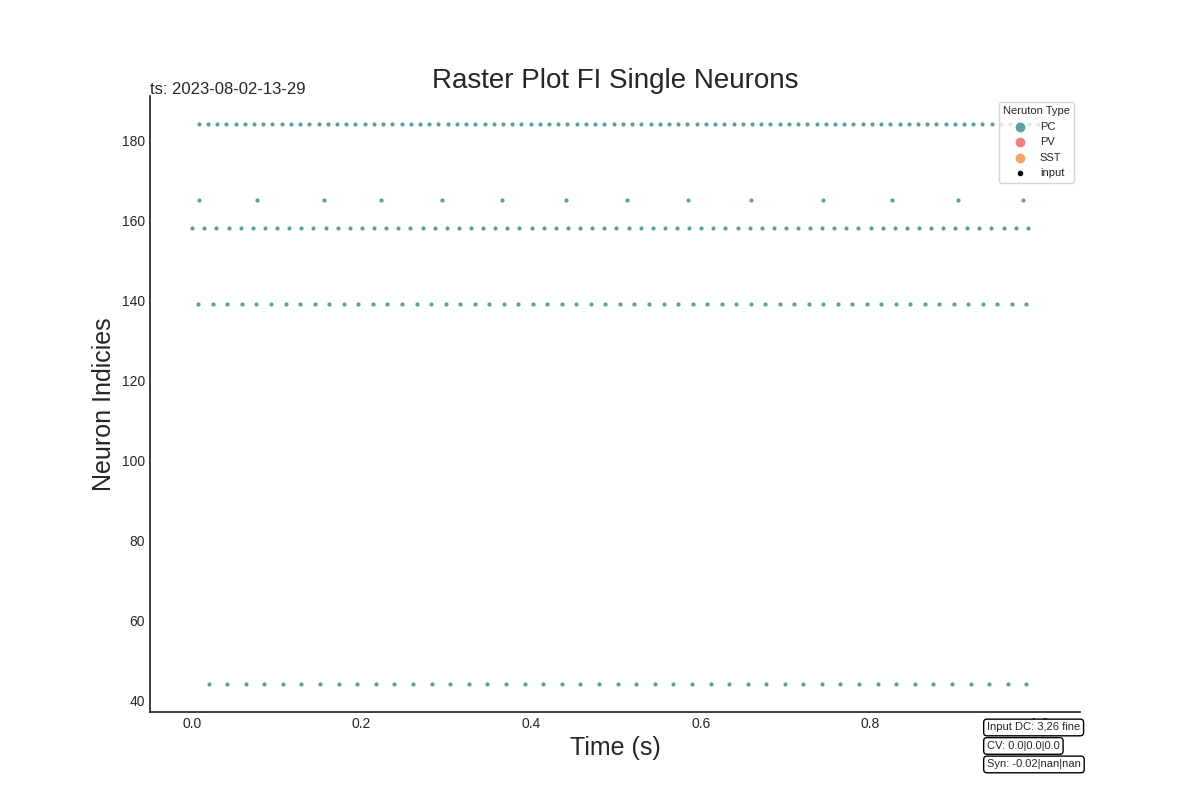 Raster Plot FI Single Neurons
ts: 2023-08-02-13-29
Neruton Type
PC
PV
SST
input
180
160
140
120
100
80
60
40
Neuron Indicies
0.0 0.2 0.4 0.6 0.8
Time (s)
Input DC: 3,26 fine
CV: 0.0|0.0|0.0
Syn: -0.02|nan|nan